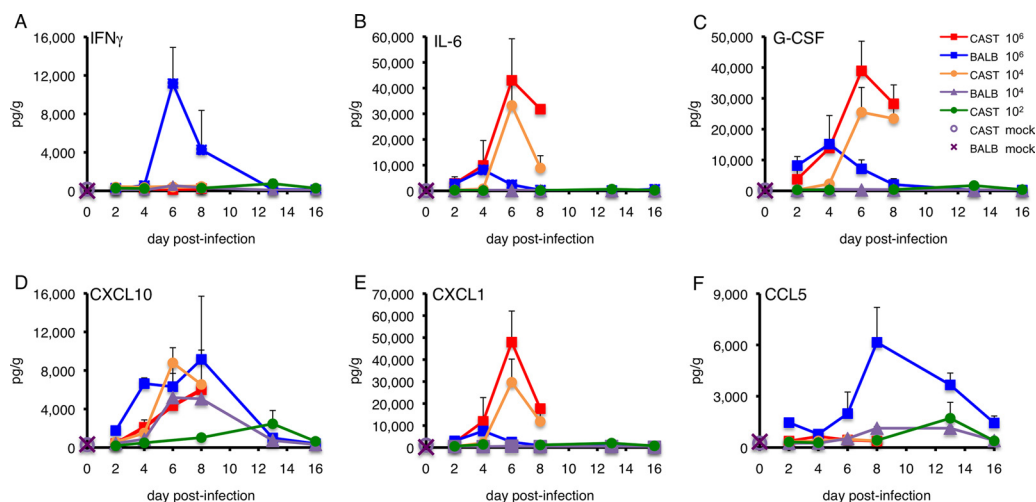 A
IFNγ
16,000
12,000
8,000
4,000
0
pg/g
0 2 4 6 8 10 12 14 16
day post-infection
B
IL-6
60,000
50,000
40,000
30,000
20,000
10,000
0
pg/g
0 2 4 6 8 10 12 14 16
day post-infection
C
G-CSF
50,000
40,000
30,000
20,000
10,000
0
pg/g
0 2 4 6 8 10 12 14 16
day post-infection
CAST 10⁶
BALB 10⁶
CAST 10⁴
BALB 10⁴
CAST 10²
CAST mock
BALB mock
D
CXCL10
16,000
12,000
8,000
4,000
0
pg/g
0 2 4 6 8 10 12 14 16
day post-infection
E
CXCL1
70,000
60,000
50,000
40,000
30,000
20,000
10,000
0
pg/g
0 2 4 6 8 10 12 14 16
day post-infection
F
CCL5
9,000
6,000
3,000
0
pg/g
0 2 4 6 8 10 12 14 16
day post-infection